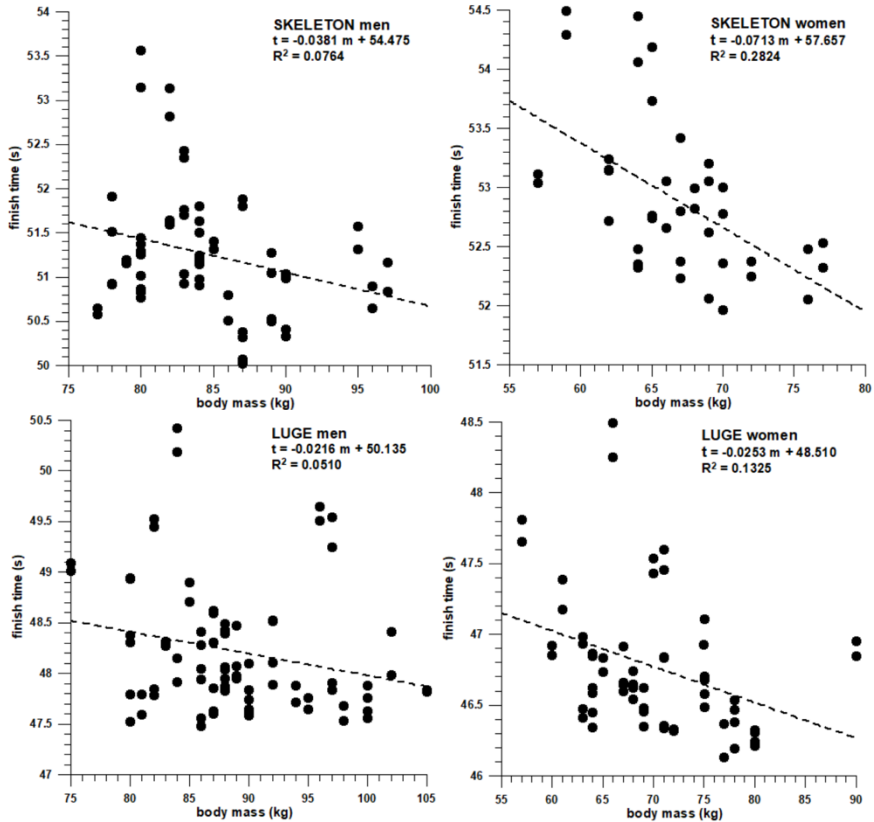 SKELETON men
t = -0.0381 m + 54.475
R² = 0.0764
54
53.5
53
52.5
52
51.5
51
50.5
50
finish time (s)
75 80 85 90 95 100
body mass (kg)
SKELETON women
t = -0.0713 m + 57.657
R² = 0.2824
54.5
54
53.5
53
52.5
52
51.5
finish time (s)
55 60 65 70 75 80
body mass (kg)
LUGE men
t = -0.0216 m + 50.135
R² = 0.0510
50.5
50
49.5
49
48.5
48
47.5
47
finish time (s)
75 80 85 90 95 100 105
body mass (kg)
LUGE women
t = -0.0253 m + 48.510
R² = 0.1325
48.5
48
47.5
47
46.5
46
finish time (s)
55 60 65 70 75 80 85 90
body mass (kg)